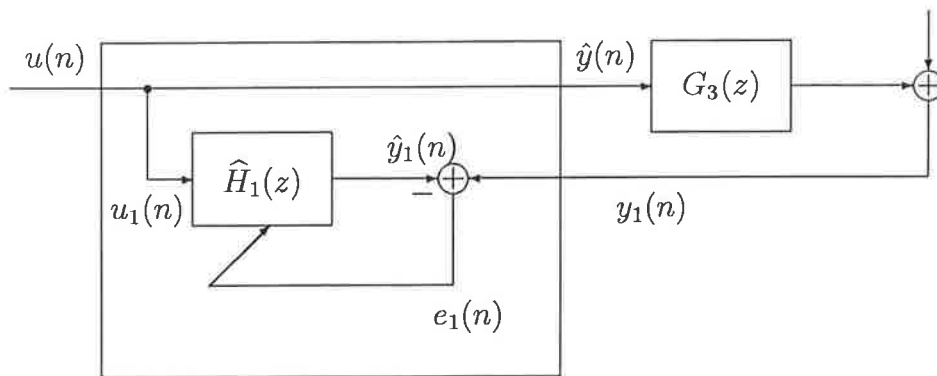 u(n)
ŷ(n)
G₃(z)
Ĥ₁(z)
ŷ₁(n)
−
u₁(n)
y₁(n)
e₁(n)